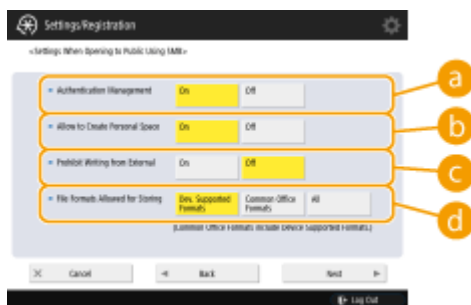 Settings/Registration
<Settings When Opening to Public Using SMB>
a
Authentication Management On Off
b
Allow to Create Personal Space On Off
Prohibit Writing from External On Off
c
File Formats Allowed for Storing Dev. Supported Formats Common Office Formats All
d
(Common Office Formats include Device Supported Formats.)
Cancel Back Next
Log Out